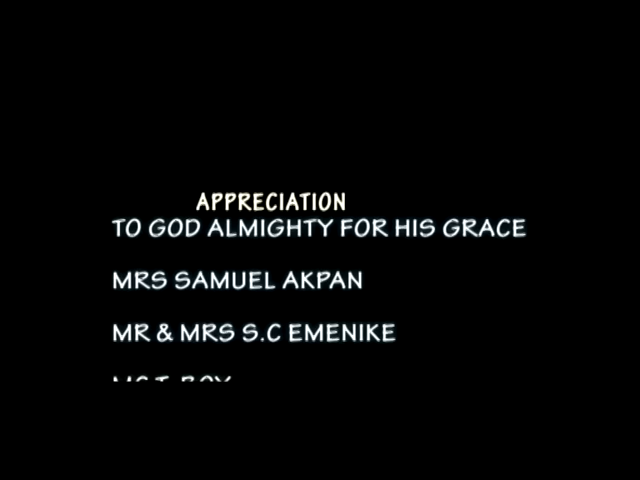 APPRECIATION
TO GOD ALMIGHTY FOR HIS GRACE
MRS SAMUEL AKPAN
MR & MRS S.C EMENIKE